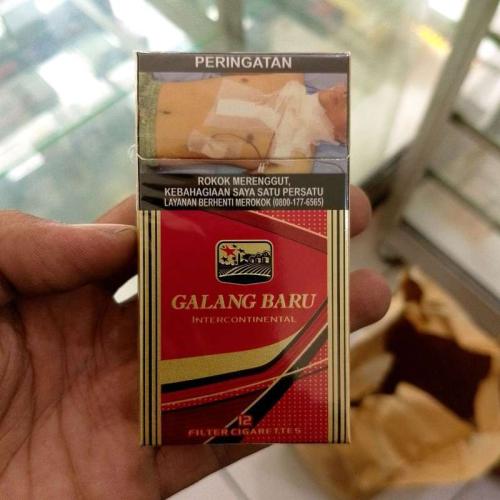 PERINGATAN
ROKOK MERENGGUT,
KEBAHAGIAAN SAYA SATU PERSATU
LAYANAN BERHENTI MEROKOK (0800-177-6565)
GALANG BARU
INTERCONTINENTAL
12
FILTER CIGARETTES